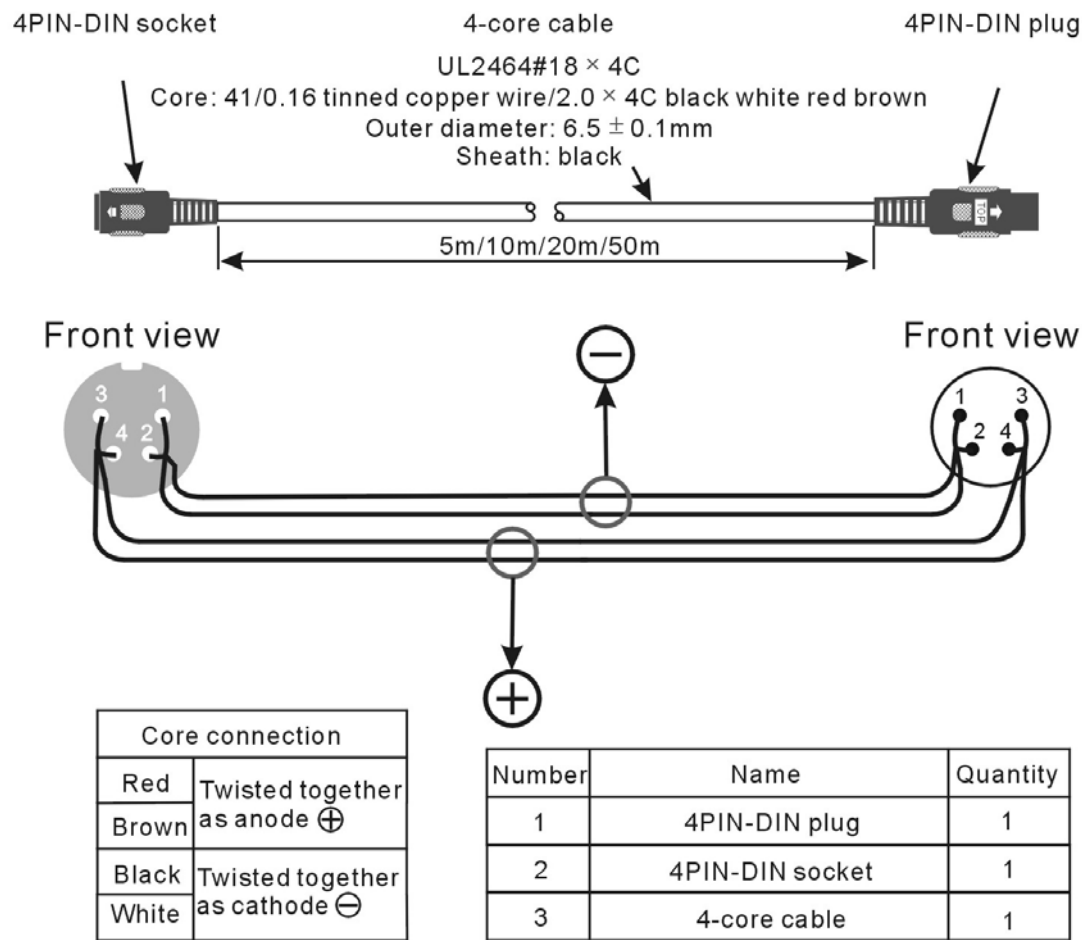 4PIN-DIN socket
4-core cable
4PIN-DIN plug
UL2464#18 × 4C
Core: 41/0.16 tinned copper wire/2.0 × 4C black white red brown
Outer diameter: 6.5 ± 0.1mm
Sheath: black
TOP
5m/10m/20m/50m
Front view
Front view
3 1
4 2
1 3
2 4
−
+
Core connection
Red
Brown
Twisted together
as anode ⊕
Black
White
Twisted together
as cathode ⊖
Number Name Quantity
1 4PIN-DIN plug 1
2 4PIN-DIN socket 1
3 4-core cable 1